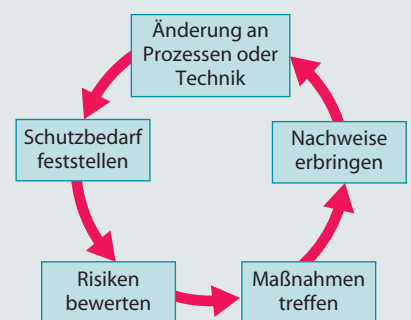 Änderung an
Prozessen oder
Technik
Schutzbedarf
feststellen
Nachweise
erbringen
Risiken
bewerten
Maßnahmen
treffen